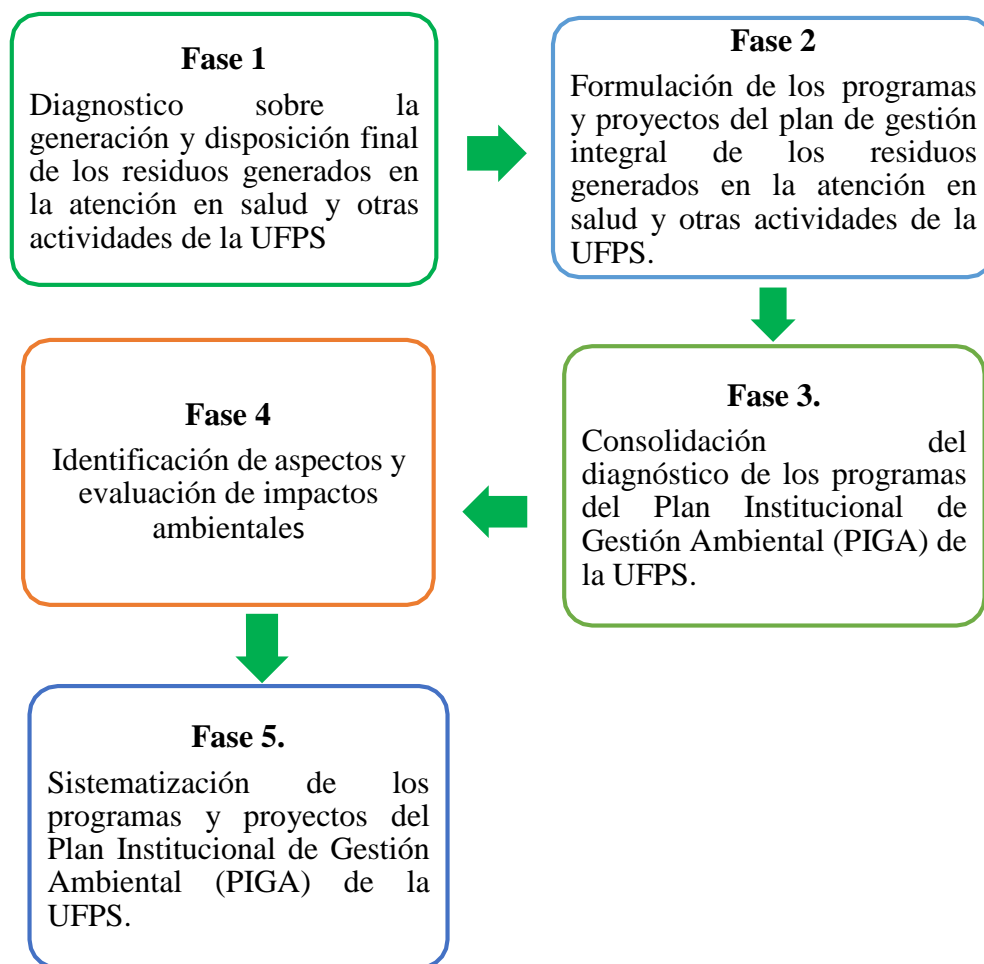 Fase 1
Diagnostico sobre la
generación y disposición final
de los residuos generados en
la atención en salud y otras
actividades de la UFPS
Fase 2
Formulación de los programas
y proyectos del plan de gestión
integral de los residuos
generados en la atención en
salud y otras actividades de la
UFPS.
Fase 3.
Consolidación del
diagnóstico de los programas
del Plan Institucional de
Gestión Ambiental (PIGA) de
la UFPS.
Fase 4
Identificación de aspectos y
evaluación de impactos
ambientales
Fase 5.
Sistematización de los
programas y proyectos del
Plan Institucional de Gestión
Ambiental (PIGA) de la
UFPS.